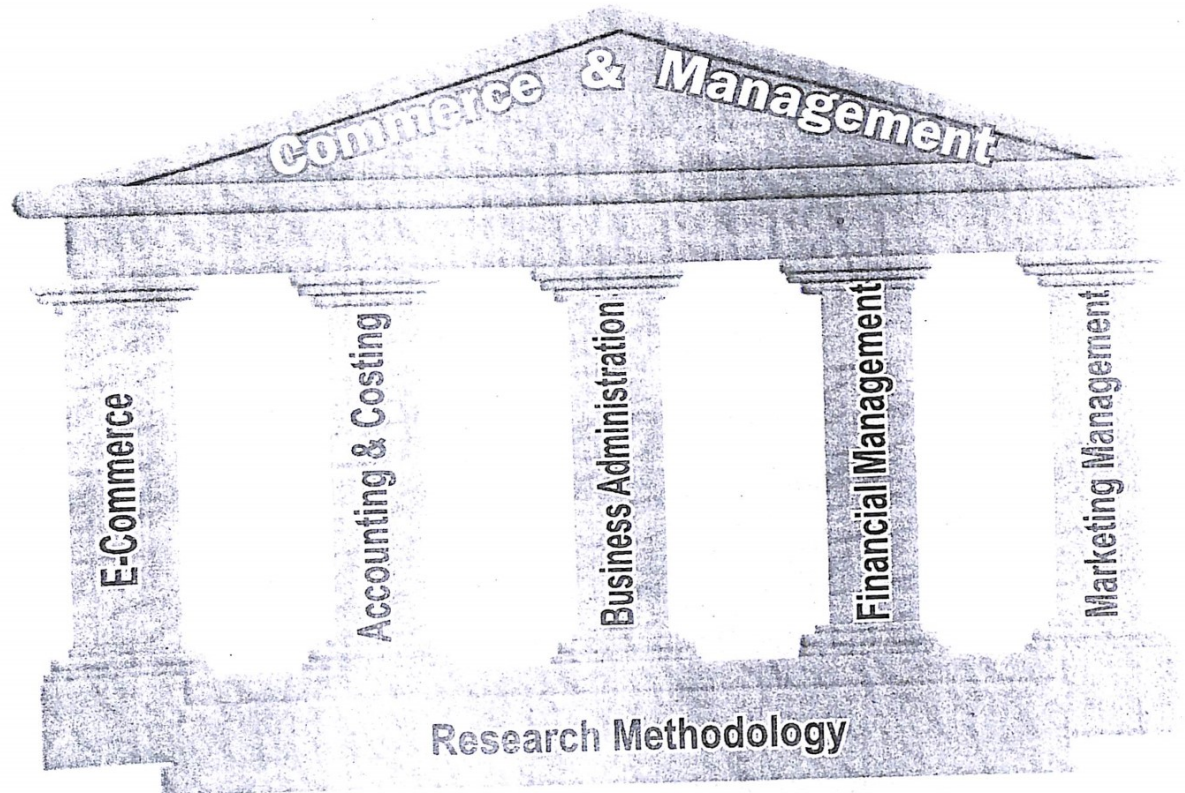 Commerce & Management
E-Commerce
Accounting & Costing
Business Administration
Financial Management
Marketing Management
Research Methodology